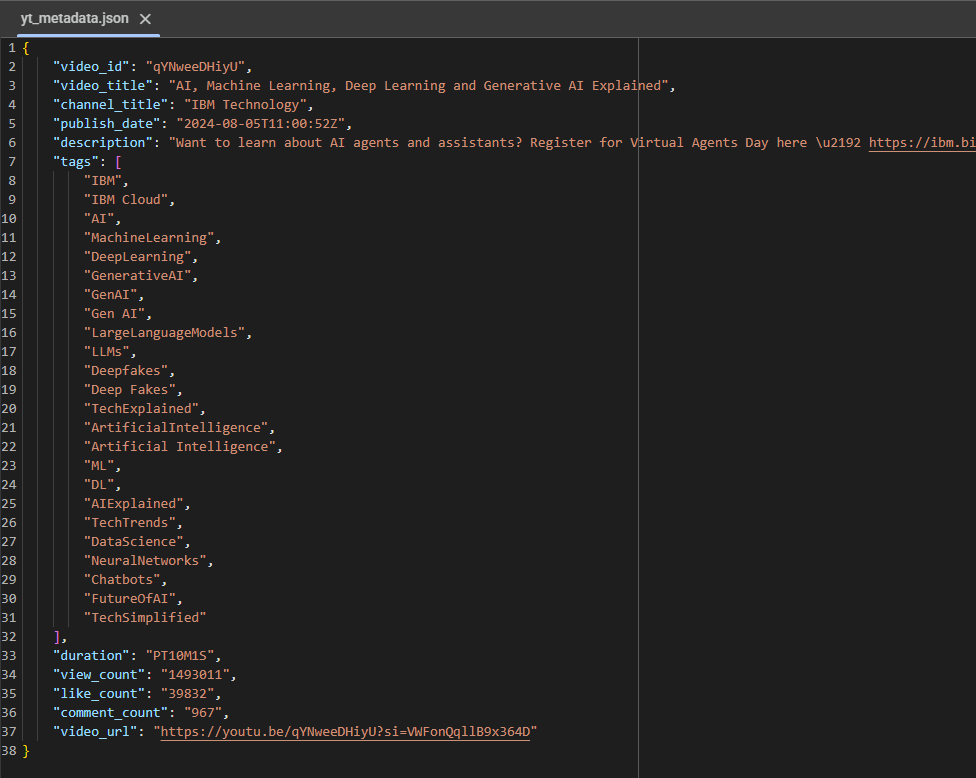 yt_metadata.json ×
1 {
2 "video_id": "qYNweeDHiyU",
3 "video_title": "AI, Machine Learning, Deep Learning and Generative AI Explained",
4 "channel_title": "IBM Technology",
5 "publish_date": "2024-08-05T11:00:52Z",
6 "description": "Want to learn about AI agents and assistants? Register for Virtual Agents Day here \u2192 https://ibm.bi
7 "tags": [
8 "IBM",
9 "IBM Cloud",
10 "AI",
11 "MachineLearning",
12 "DeepLearning",
13 "GenerativeAI",
14 "GenAI",
15 "Gen AI",
16 "LargeLanguageModels",
17 "LLMs",
18 "Deepfakes",
19 "Deep Fakes",
20 "TechExplained",
21 "ArtificialIntelligence",
22 "Artificial Intelligence",
23 "ML",
24 "DL",
25 "AIExplained",
26 "TechTrends",
27 "DataScience",
28 "NeuralNetworks",
29 "Chatbots",
30 "FutureOfAI",
31 "TechSimplified"
32 ],
33 "duration": "PT10M1S",
34 "view_count": "1493011",
35 "like_count": "39832",
36 "comment_count": "967",
37 "video_url": "https://youtu.be/qYNweeDHiyU?si=VWFonQqllB9x364D"
38 }